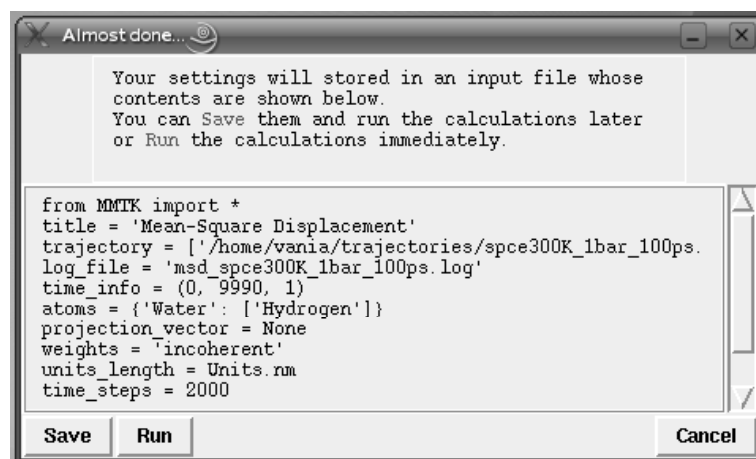 Almost done...
Your settings will stored in an input file whose
contents are shown below.
You can Save them and run the calculations later
or Run the calculations immediately.
from MMTK import *
title = 'Mean-Square Displacement'
trajectory = ['/home/vania/trajectories/spce300K_1bar_100ps.
log_file = 'msd_spce300K_1bar_100ps.log'
time_info = (0, 9990, 1)
atoms = {'Water': ['Hydrogen']}
projection_vector = None
weights = 'incoherent'
units_length = Units.nm
time_steps = 2000
Save Run Cancel